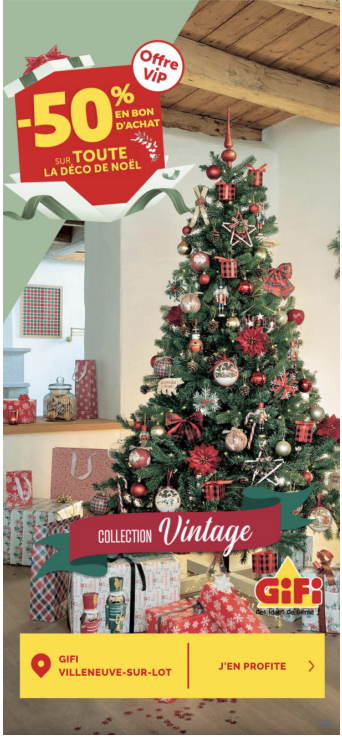 Offre
ViP
-50%
EN BON
D'ACHAT
SUR TOUTE
LA DÉCO DE NOËL
COLLECTION Vintage
GiFi
des idées de génie !
GIFI
VILLENEUVE-SUR-LOT
J'EN PROFITE